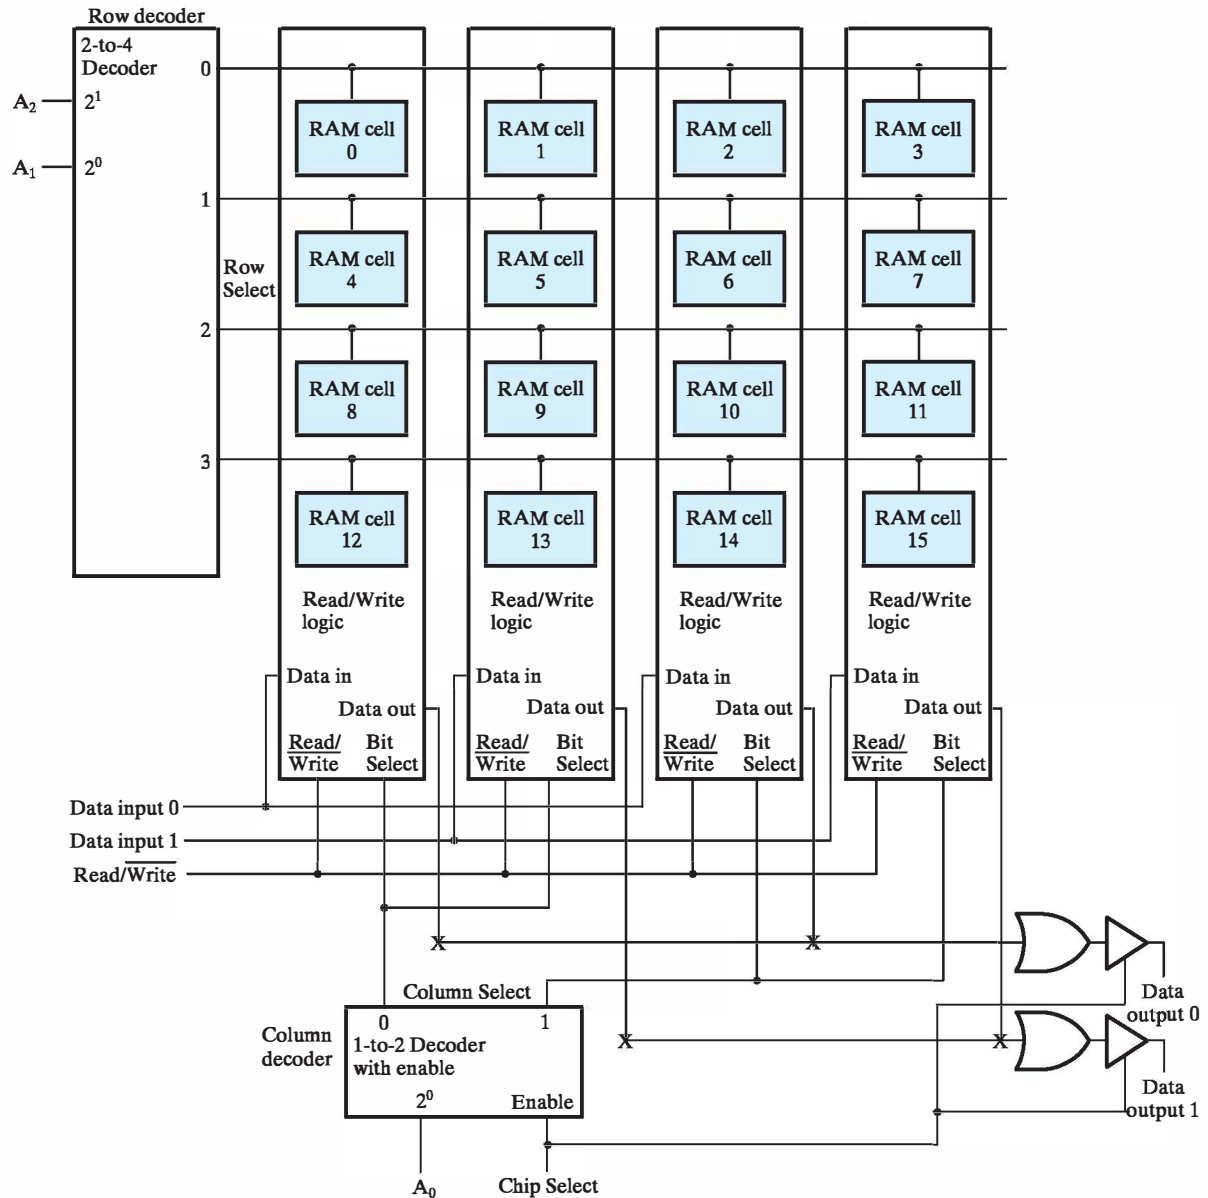 Row decoder
2-to-4
Decoder
A₂
2¹
A₁
2⁰
0
1
Row
Select
2
3
RAM cell
0
RAM cell
1
RAM cell
2
RAM cell
3
RAM cell
4
RAM cell
5
RAM cell
6
RAM cell
7
RAM cell
8
RAM cell
9
RAM cell
10
RAM cell
11
RAM cell
12
RAM cell
13
RAM cell
14
RAM cell
15
Read/Write
logic
Read/Write
logic
Read/Write
logic
Read/Write
logic
Data in
Data in
Data in
Data in
Data out
Data out
Data out
Data out
Read/
Write
Bit
Select
Read/
Write
Bit
Select
Read/
Write
Bit
Select
Read/
Write
Bit
Select
Data input 0
Data input 1
Read/Write
X
X
Data
output 0
Column Select
0
1
Column
decoder
1-to-2 Decoder
with enable
2⁰
Enable
X
X
Data
output 1
A₀
Chip Select